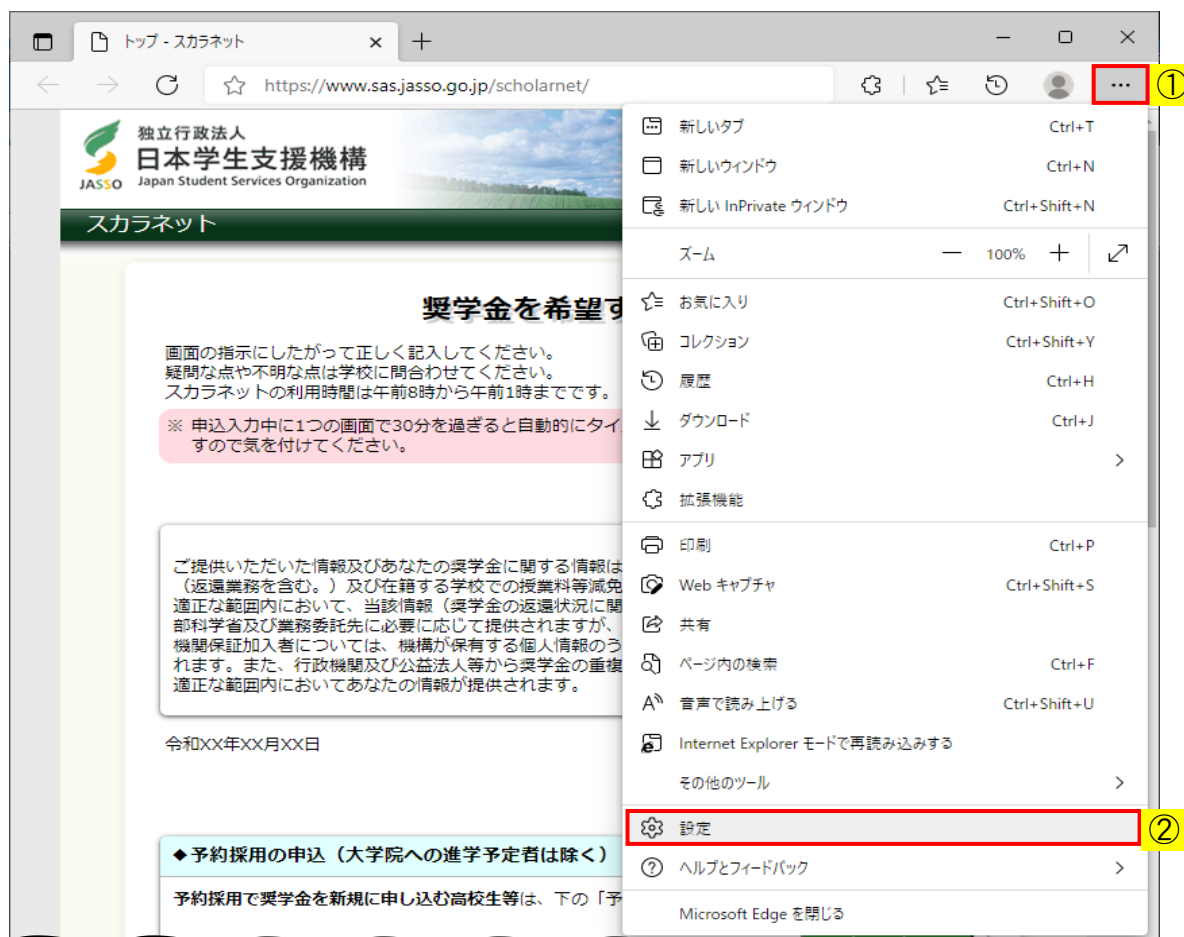 トップ - スカラネット
https://www.sas.jasso.go.jp/scholarnet/
①
独立行政法人
日本学生支援機構
Japan Student Services Organization
JASSO
スカラネット
奨学金を希望す
画面の指示にしたがって正しく記入してください。
疑問な点や不明な点は学校に問合わせてください。
スカラネットの利用時間は午前8時から午前1時までです。
※ 申込入力中に1つの画面で30分を過ぎると自動的にタイ
すので気を付けてください。
ご提供いただいた情報及びあなたの奨学金に関する情報は
（返還業務を含む。）及び在籍する学校での授業料等減免
適正な範囲内において、当該情報（奨学金の返還状況に関
部科学省及び業務委託先に必要に応じて提供されますが、
機関保証加入者については、機構が保有する個人情報のう
れます。また、行政機関及び公益法人等から奨学金の重複
適正な範囲内においてあなたの情報が提供されます。
令和XX年XX月XX日
◆予約採用の申込（大学院への進学予定者は除く）
予約採用で奨学金を新規に申し込む高校生等は、下の「予
新しいタブ Ctrl+T
新しいウィンドウ Ctrl+N
新しい InPrivate ウィンドウ Ctrl+Shift+N
ズーム 100%
お気に入り Ctrl+Shift+O
コレクション Ctrl+Shift+Y
履歴 Ctrl+H
ダウンロード Ctrl+J
アプリ
拡張機能
印刷 Ctrl+P
Web キャプチャ Ctrl+Shift+S
共有
ページ内の検索 Ctrl+F
音声で読み上げる Ctrl+Shift+U
Internet Explorer モードで再読み込みする
その他のツール
設定
②
ヘルプとフィードバック
Microsoft Edge を閉じる